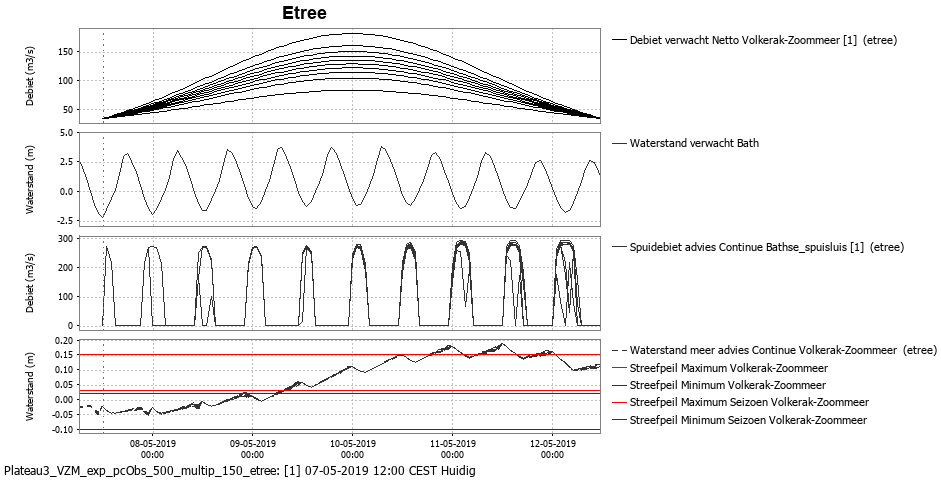 Etree
Debiet (m3/s)
150
100
50
Debiet verwacht Netto Volkerak-Zoommeer [1] (etree)
Waterstand (m)
5.0
2.5
0.0
-2.5
Waterstand verwacht Bath
Debiet (m3/s)
300
200
100
0
Spuidebiet advies Continue Bathse_spuisluis [1] (etree)
Waterstand (m)
0.20
0.15
0.10
0.05
0.00
-0.05
-0.10
Waterstand meer advies Continue Volkerak-Zoommeer (etree)
Streefpeil Maximum Volkerak-Zoommeer
Streefpeil Minimum Volkerak-Zoommeer
Streefpeil Maximum Seizoen Volkerak-Zoommeer
Streefpeil Minimum Seizoen Volkerak-Zoommeer
08-05-2019 09-05-2019 10-05-2019 11-05-2019 12-05-2019
00:00 00:00 00:00 00:00 00:00
Plateau3_VZM_exp_pcObs_500_multip_150_etree: [1] 07-05-2019 12:00 CEST Huidig